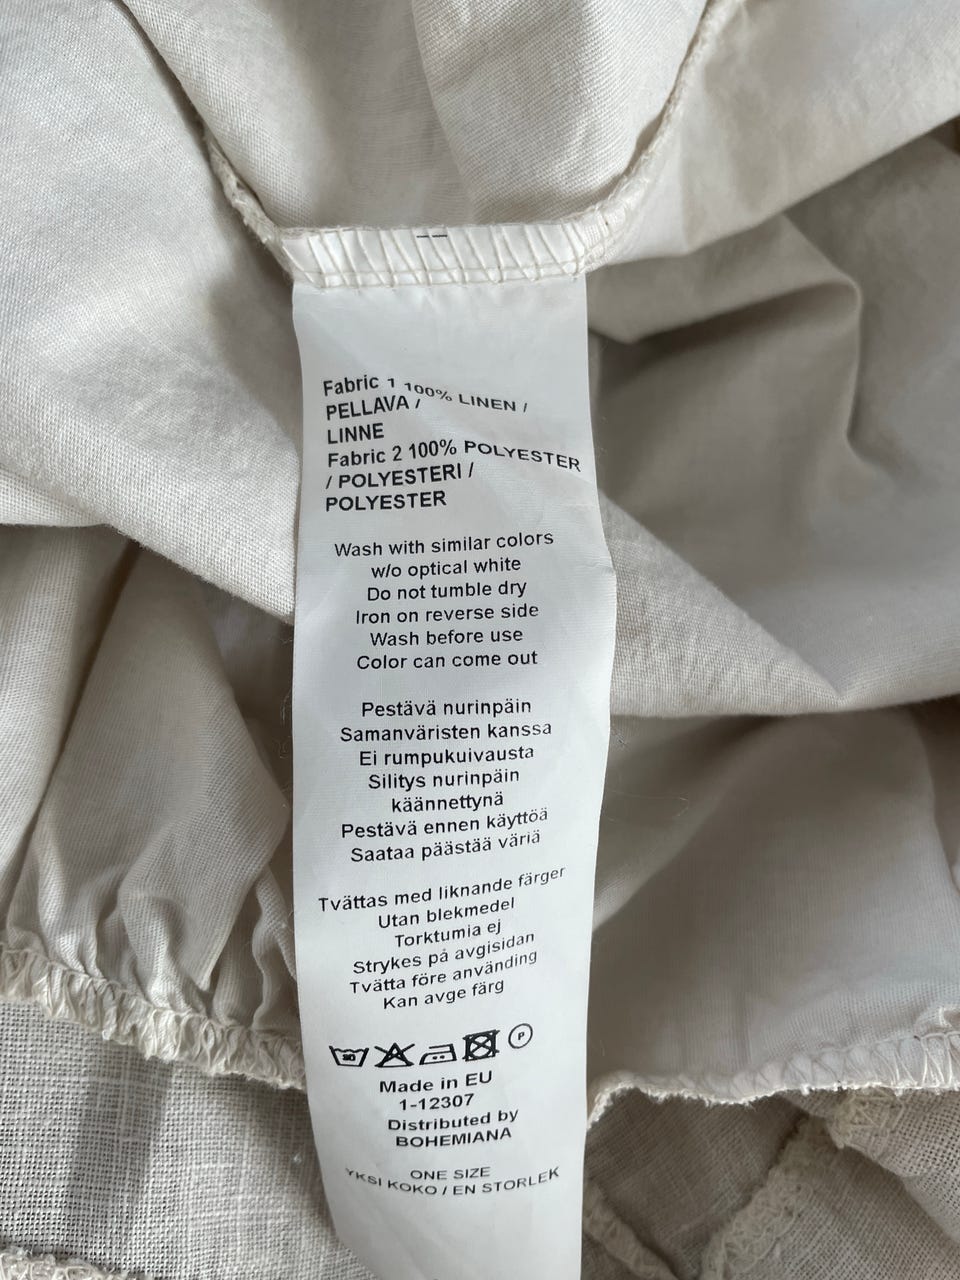 Fabric 1 100% LINEN /
PELLAVA /
LINNE
Fabric 2 100% POLYESTER
/ POLYESTERI /
POLYESTER
Wash with similar colors
w/o optical white
Do not tumble dry
Iron on reverse side
Wash before use
Color can come out
Pestävä nurinpäin
Samanväristen kanssa
Ei rumpukuivausta
Silitys nurinpäin
käännettynä
Pestävä ennen käyttöä
Saataa päästää väriä
Tvättas med liknande färger
Utan blekmedel
Torktumia ej
Strykes på avgisidan
Tvätta före använding
Kan avge färg
P
Made in EU
1-12307
Distributed by
BOHEMIANA
ONE SIZE
YKSI KOKO / EN STORLEK